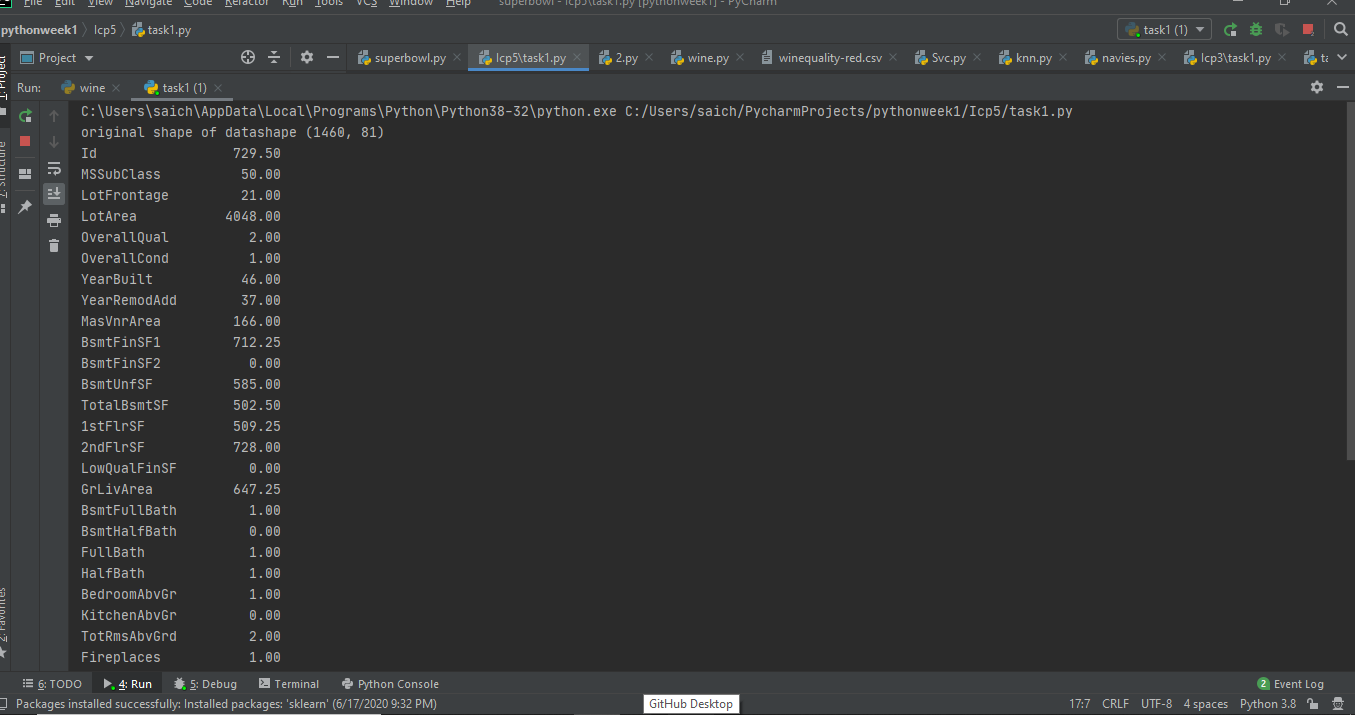 File Edit View Navigate Code Refactor Run Tools VCS Window Help superbowl - Icp5\task1.py [pythonweek1] - PyCharm
pythonweek1 Icp5 task1.py task1 (1)
Project superbowl.py Icp5\task1.py 2.py wine.py winequality-red.csv Svc.py knn.py navies.py Icp3\task1.py ta
1: Project
Run: wine task1 (1)
C:\Users\saich\AppData\Local\Programs\Python\Python38-32\python.exe C:/Users/saich/PycharmProjects/pythonweek1/Icp5/task1.py
original shape of datashape (1460, 81)
Id 729.50
MSSubClass 50.00
LotFrontage 21.00
LotArea 4048.00
OverallQual 2.00
OverallCond 1.00
YearBuilt 46.00
YearRemodAdd 37.00
MasVnrArea 166.00
BsmtFinSF1 712.25
BsmtFinSF2 0.00
BsmtUnfSF 585.00
TotalBsmtSF 502.50
1stFlrSF 509.25
2ndFlrSF 728.00
LowQualFinSF 0.00
GrLivArea 647.25
BsmtFullBath 1.00
BsmtHalfBath 0.00
FullBath 1.00
HalfBath 1.00
BedroomAbvGr 1.00
KitchenAbvGr 0.00
TotRmsAbvGrd 2.00
Fireplaces 1.00
7: Structure
2: Favorites
6: TODO 4: Run 5: Debug Terminal Python Console 2 Event Log
Packages installed successfully: Installed packages: 'sklearn' (6/17/2020 9:32 PM) GitHub Desktop 17:7 CRLF UTF-8 4 spaces Python 3.8